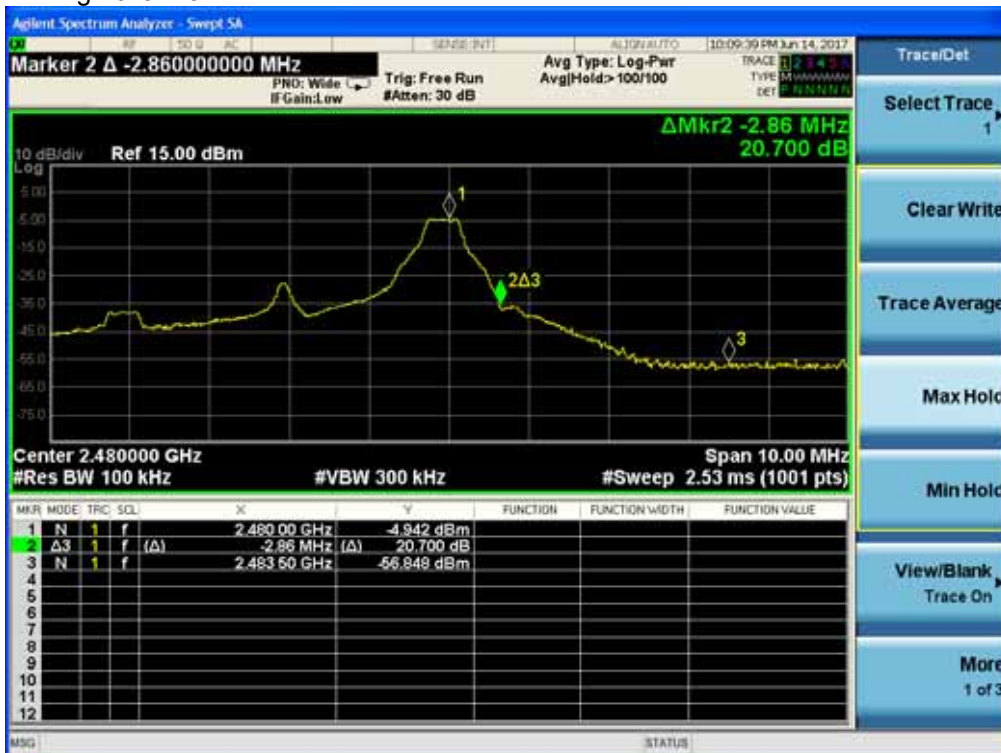 Agilent Spectrum Analyzer - Swept SA
RF 50 Ω AC SENSE:INT ALIGN AUTO 10:09:39 PM Jun 14, 2017
Marker 2 Δ -2.860000000 MHz
PNO: Wide
IFGain:Low
Trig: Free Run
#Atten: 30 dB
Avg Type: Log-Pwr
Avg|Hold:> 100/100
TRACE 1 2 3 4 5 6
TYPE M
DET P N N N N N
ΔMkr2 -2.86 MHz
20.700 dB
10 dB/div Ref 15.00 dBm
Log
5.00
-5.00
-15.0
-25.0
-35.0
-45.0
-55.0
-65.0
-75.0
1
2Δ3
3
Center 2.480000 GHz Span 10.00 MHz
#Res BW 100 kHz #VBW 300 kHz #Sweep 2.53 ms (1001 pts)
MKR MODE TRC SCL X Y FUNCTION FUNCTION WIDTH FUNCTION VALUE
1 N 1 f 2.480 00 GHz -4.942 dBm
2 Δ3 1 f (Δ) -2.86 MHz (Δ) 20.700 dB
3 N 1 f 2.483 50 GHz -56.848 dBm
4
5
6
7
8
9
10
11
12
MSG STATUS
Trace/Det
Select Trace
1
Clear Write
Trace Average
Max Hold
Min Hold
View/Blank
Trace On
More
1 of 3